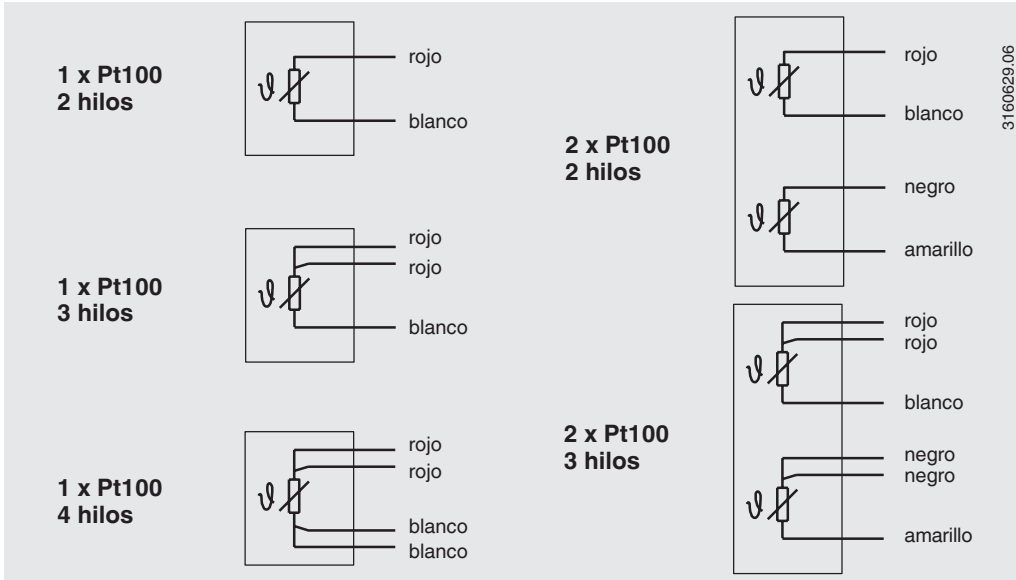 1 x Pt100
2 hilos
rojo
blanco
1 x Pt100
3 hilos
rojo
rojo
blanco
1 x Pt100
4 hilos
rojo
rojo
blanco
blanco
2 x Pt100
2 hilos
rojo
blanco
negro
amarillo
2 x Pt100
3 hilos
rojo
rojo
blanco
negro
negro
amarillo
3160629.06
ϑ
ϑ
ϑ
ϑ
ϑ
ϑ
ϑ